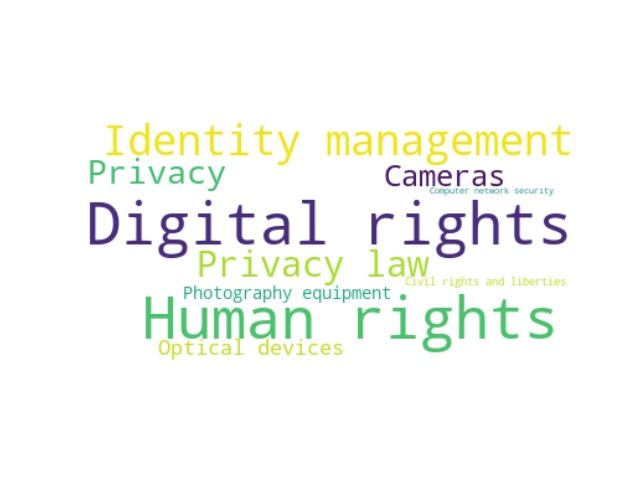 Identity management
Privacy
Cameras
Computer network security
Digital rights
Privacy law
Civil rights and liberties
Photography equipment
Human rights
Optical devices